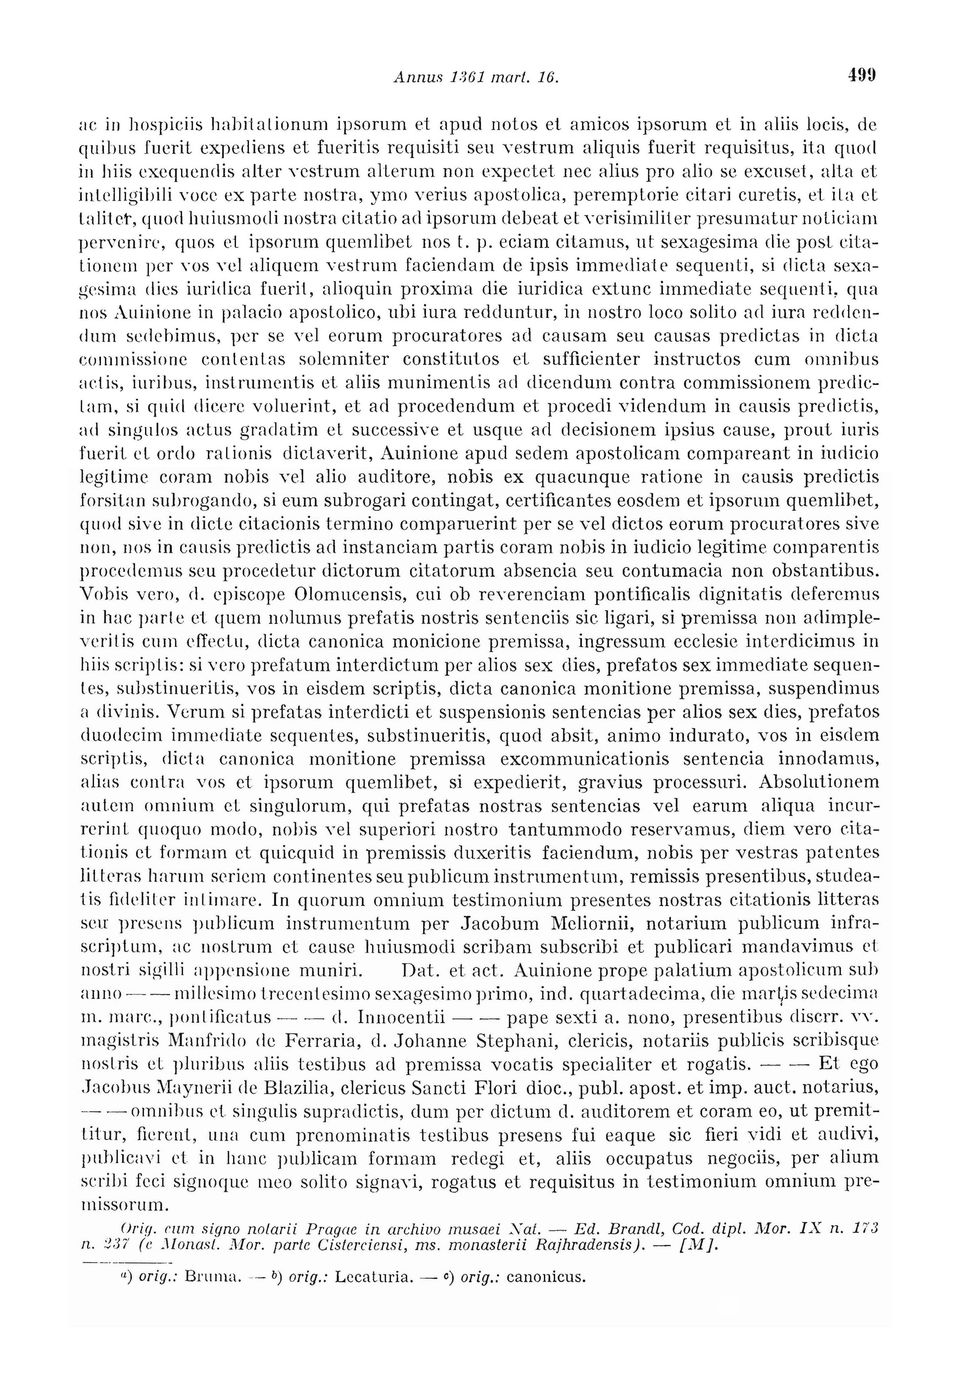 Annus 1361 mart. 16. 499
ac in hospiciis habitationum ipsorum et apud notos et amicos ipsorum et in aliis locis, de
quibus fuerit expediens et fueritis requisiti seu vestrum aliquis fuerit requisitus, ita quod
in hiis exequendis alter vestrum alterum non expectet nec alius pro alio se excuset, alta et
intelligibili voce ex parte nostra, ymo verius apostolica, peremptorie citari curetis, et ita et
taliter, quod huiusmodi nostra citatio ad ipsorum debeat et verisimiliter presumatur noticiam
pervenire, quos et ipsorum quemlibet nos t. p. eciam citamus, ut sexagesima die post cita-
tionem per vos vel aliquem vestrum faciendam de ipsis immediate sequenti, si dicta sexa-
gesima dies iuridica fuerit, alioquin proxima die iuridica extunc immediate sequenti, qua
nos Auinione in palacio apostolico, ubi iura redduntur, in nostro loco solito ad iura redden-
dum sedebimus, per se vel eorum procuratores ad causam seu causas predictas in dicta
commissione contentas solemniter constitutos et sufficienter instructos cum omnibus
actis, iuribus, instrumentis et aliis munimentis ad dicendum contra commissionem predic-
tam, si quid dicere voluerint, et ad procedendum et procedi videndum in causis predictis,
ad singulos actus gradatim et successive et usque ad decisionem ipsius cause, prout iuris
fuerit et ordo rationis dictaverit, Auinione apud sedem apostolicam compareant in iudicio
legitime coram nobis vel alio auditore, nobis ex quacunque ratione in causis predictis
forsitan subrogando, si eum subrogari contingat, certificantes eosdem et ipsorum quemlibet,
quod sive in dicte citacionis termino comparuerint per se vel dictos eorum procuratores sive
non, nos in causis predictis ad instanciam partis coram nobis in iudicio legitime comparentis
procedemus seu procedetur dictorum citatorum absencia seu contumacia non obstantibus.
Vobis vero, d. episcope Olomucensis, cui ob reverenciam pontificalis dignitatis deferemus
in hac parte et quem nolumus prefatis nostris sentenciis sic ligari, si premissa non adimple-
veritis cum effectu, dicta canonica monicione premissa, ingressum ecclesie interdicimus in
hiis scriptis: si vero prefatum interdictum per alios sex dies, prefatos sex immediate sequen-
tes, substinueritis, vos in eisdem scriptis, dicta canonica monitione premissa, suspendimus
a divinis. Verum si prefatas interdicti et suspensionis sentencias per alios sex dies, prefatos
duodecim immediate sequentes, substinueritis, quod absit, animo indurato, vos in eisdem
scriptis, dicta canonica monitione premissa excommunicationis sentencia innodamus,
alias contra vos et ipsorum quemlibet, si expedierit, gravius processuri. Absolutionem
autem omnium et singulorum, qui prefatas nostras sentencias vel earum aliqua incur-
rerint quoquo modo, nobis vel superiori nostro tantummodo reservamus, diem vero cita-
tionis et formam et quicquid in premissis duxeritis faciendum, nobis per vestras patentes
litteras harum seriem continentes seu publicum instrumentum, remissis presentibus, studea-
tis fideliter intimare. In quorum omnium testimonium presentes nostras citationis litteras
seu presens publicum instrumentum per Jacobum Meliornii, notarium publicum infra-
scriptum, ac nostrum et cause huiusmodi scribam subscribi et publicari mandavimus et
nostri sigilli appensione muniri. Dat. et act. Auinione prope palatium apostolicum sub
anno — — millesimo trecentesimo sexagesimo primo, ind. quartadecima, die martis sedecima
m. marc., pontificatus — — d. Innocentii — — pape sexti a. nono, presentibus discrr. vv.
magistris Manfrido de Ferraria, d. Johanne Stephani, clericis, notariis publicis scribisque
nostris et pluribus aliis testibus ad premissa vocatis specialiter et rogatis. — — Et ego
Jacobus Maynerii de Blazilia, clericus Sancti Flori dioc., publ. apost. et imp. auct. notarius,
— — omnibus et singulis supradictis, dum per dictum d. auditorem et coram eo, ut premit-
titur, fierent, una cum prenominatis testibus presens fui eaque sic fieri vidi et audivi,
publicavi et in hanc publicam formam redegi et, aliis occupatus negociis, per alium
scribi feci signoque meo solito signavi, rogatus et requisitus in testimonium omnium pre-
missorum.
Orig. cum signo notarii Pragae in archivo musaei Nat. — Ed. Brandl, Cod. dipl. Mor. IX n. 173
n. 237 (e Monast. Mor. parte Cisterciensi, ms. monasterii Rajhradensis). — [M].
a) orig.: Bruma. — b) orig.: Lecaturia. — c) orig.: canonicus.